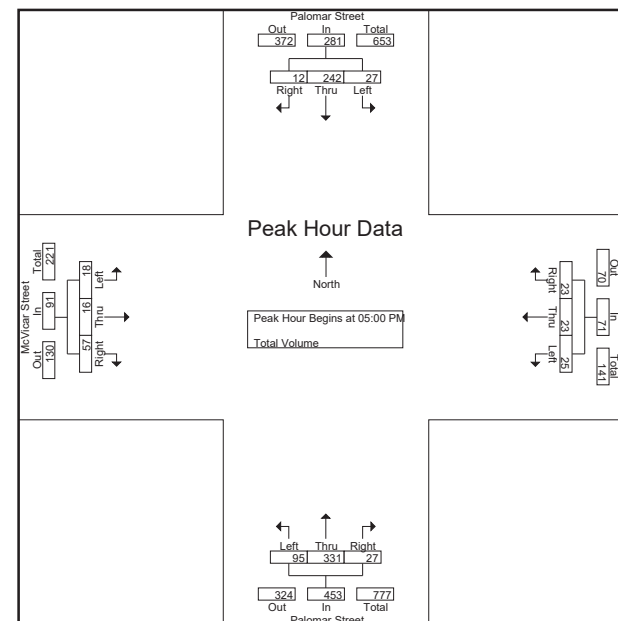 Palomar Street
Out In Total
372 281 653
12 242 27
Right Thru Left
Peak Hour Data
North
Peak Hour Begins at 05:00 PM
Total Volume
McVicar Street
Total In Out
221 91 130
18 16 57
Left Thru Right
Right Thru Left
23 23 25
Out In Total
70 71 141
Left Thru Right
95 331 27
324 453 777
Out In Total
Palomar Street